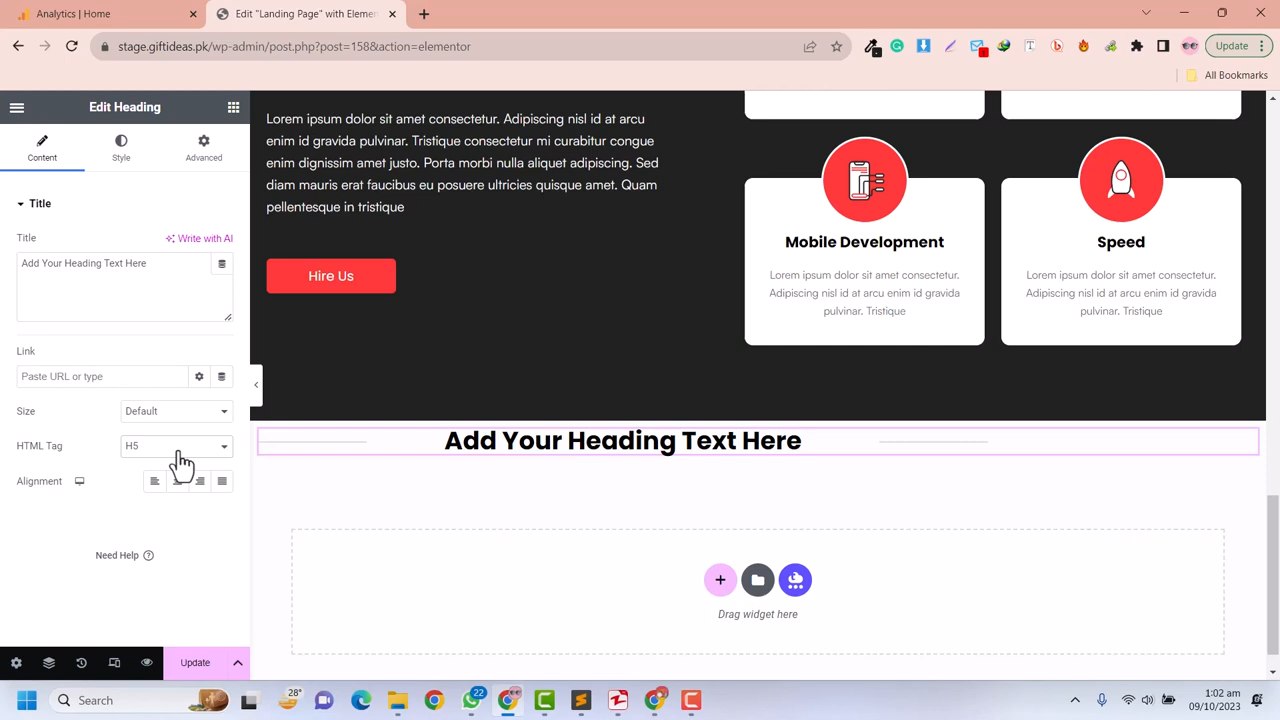 Analytics | Home
Edit "Landing Page" with Elemen
stage.giftideas.pk/wp-admin/post.php?post=158&action=elementor
Update
All Bookmarks
Edit Heading
Content
Style
Advanced
Title
Title
Write with AI
Add Your Heading Text Here
Link
Paste URL or type
Size
Default
HTML Tag
H5
Alignment
Need Help
Update
Lorem ipsum dolor sit amet consectetur. Adipiscing nisl id at arcu
enim id gravida pulvinar. Tristique consectetur mi curabitur congue
enim dignissim amet justo. Porta morbi nulla aliquet adipiscing. Sed
diam mauris erat faucibus eu posuere ultricies quisque amet. Quam
pellentesque in tristique
Hire Us
Mobile Development
Lorem ipsum dolor sit amet consectetur.
Adipiscing nisl id at arcu enim id gravida
pulvinar. Tristique
Speed
Lorem ipsum dolor sit amet consectetur.
Adipiscing nisl id at arcu enim id gravida
pulvinar. Tristique
Add Your Heading Text Here
Drag widget here
Search
28°
22
1:02 am
09/10/2023